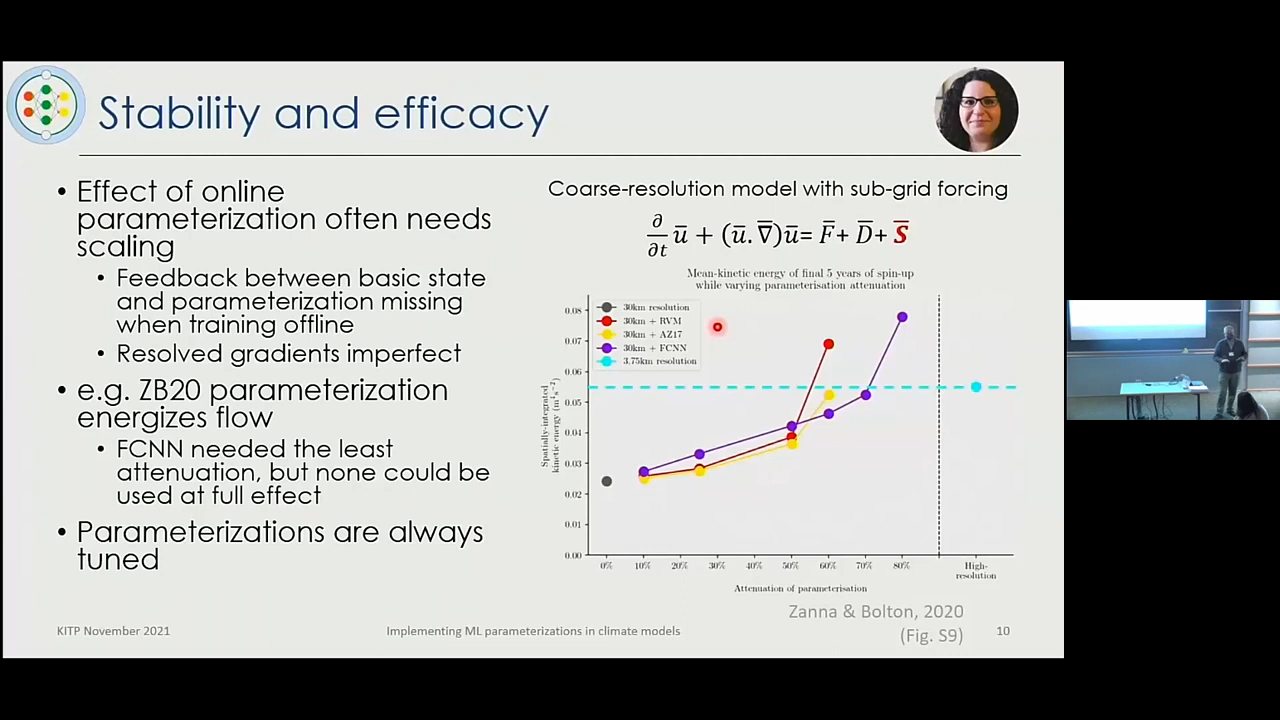 Stability and efficacy
• Effect of online
parameterization often needs
scaling
• Feedback between basic state
and parameterization missing
when training offline
• Resolved gradients imperfect
• e.g. ZB20 parameterization
energizes flow
• FCNN needed the least
attenuation, but none could be
used at full effect
• Parameterizations are always
tuned
Coarse-resolution model with sub-grid forcing
∂/∂t ū + (ū.∇̄)ū= F̄+ D̄+ S̄
Mean-kinetic energy of final 5 years of spin-up
while varying parameterisation attenuation
30km resolution
30km + RVM
30km + AZ17
30km + FCNN
3.75km resolution
Spatially-integrated
kinetic energy (m⁴s⁻²)
0.08
0.07
0.06
0.05
0.04
0.03
0.02
0.01
0.00
0% 10% 20% 30% 40% 50% 60% 70% 80% High-
resolution
Attenuation of parameterisation
Zanna & Bolton, 2020
(Fig. S9)
KITP November 2021 Implementing ML parameterizations in climate models 10